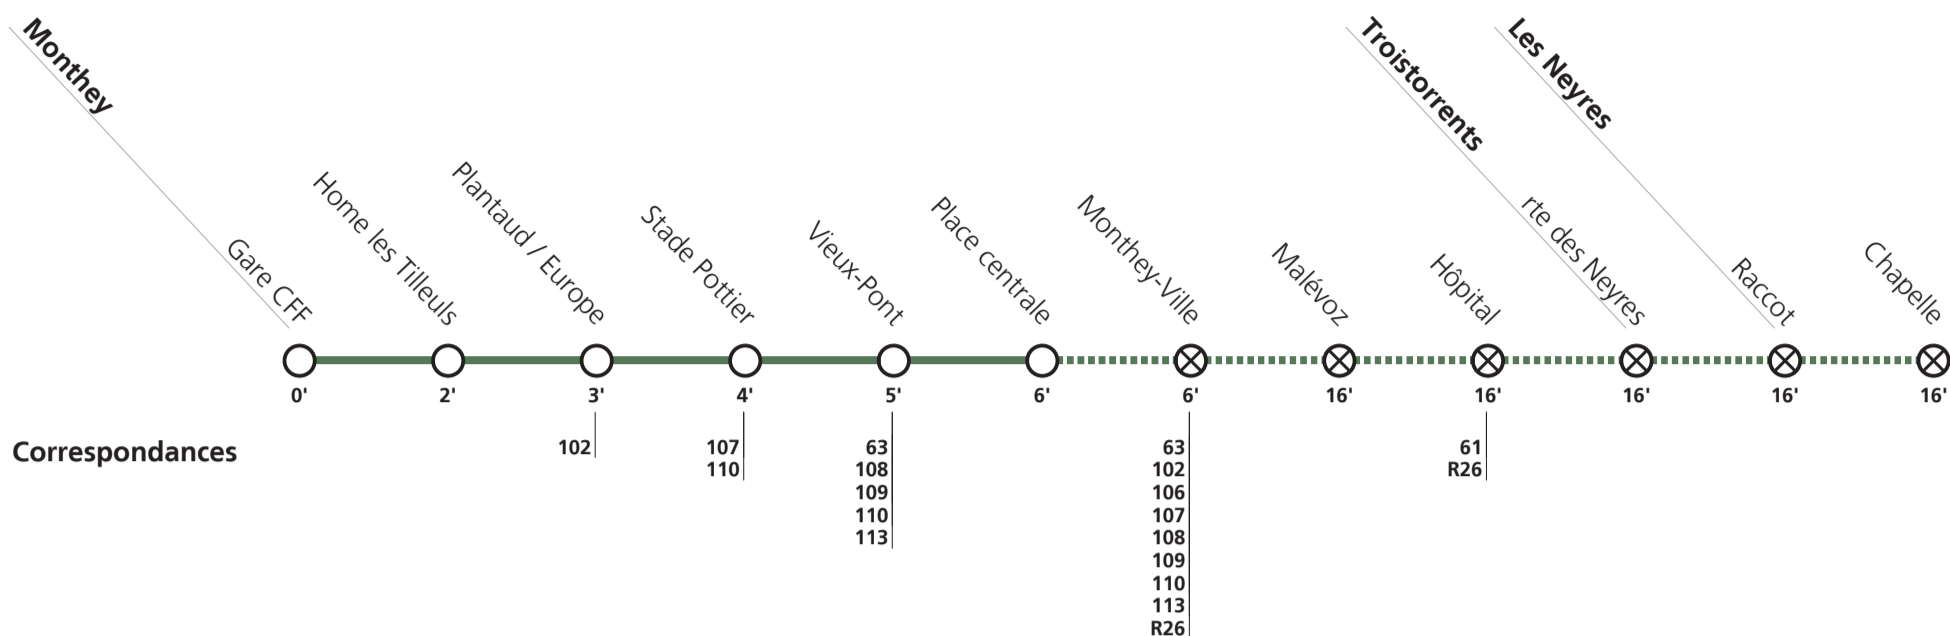 Monthey
Troistorrents
Les Neyres
Gare CFF
Home les Tilleuls
Plantaud / Europe
Stade Pottier
Vieux-Pont
Place centrale
Monthey-Ville
Malévoz
Hôpital
rte des Neyres
Raccot
Chapelle
0' 2' 3' 4' 5' 6' 6' 16' 16' 16' 16' 16'
Correspondances
102
107
110
63
108
109
110
113
63
102
106
107
108
109
110
113
R26
61
R26